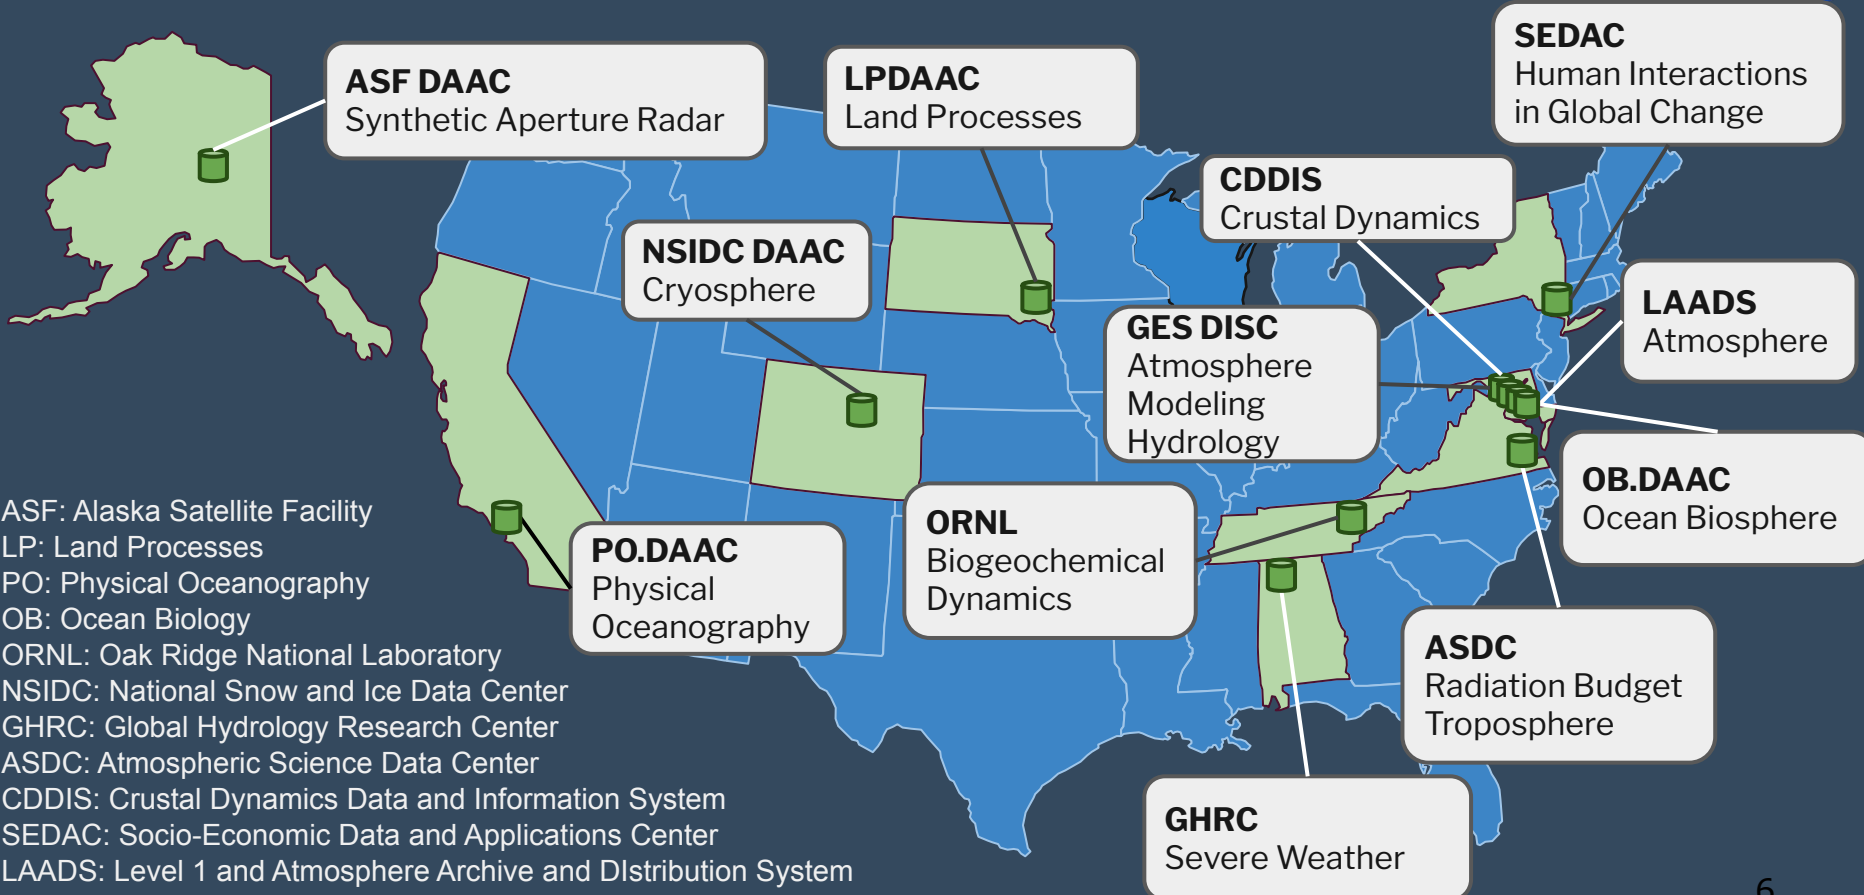 ASF DAAC
Synthetic Aperture Radar
LPDAAC
Land Processes
SEDAC
Human Interactions
in Global Change
CDDIS
Crustal Dynamics
NSIDC DAAC
Cryosphere
LAADS
Atmosphere
GES DISC
Atmosphere
Modeling
Hydrology
OB.DAAC
Ocean Biosphere
ORNL
Biogeochemical
Dynamics
PO.DAAC
Physical
Oceanography
ASDC
Radiation Budget
Troposphere
GHRC
Severe Weather
ASF: Alaska Satellite Facility
LP: Land Processes
PO: Physical Oceanography
OB: Ocean Biology
ORNL: Oak Ridge National Laboratory
NSIDC: National Snow and Ice Data Center
GHRC: Global Hydrology Research Center
ASDC: Atmospheric Science Data Center
CDDIS: Crustal Dynamics Data and Information System
SEDAC: Socio-Economic Data and Applications Center
LAADS: Level 1 and Atmosphere Archive and DIstribution System
6